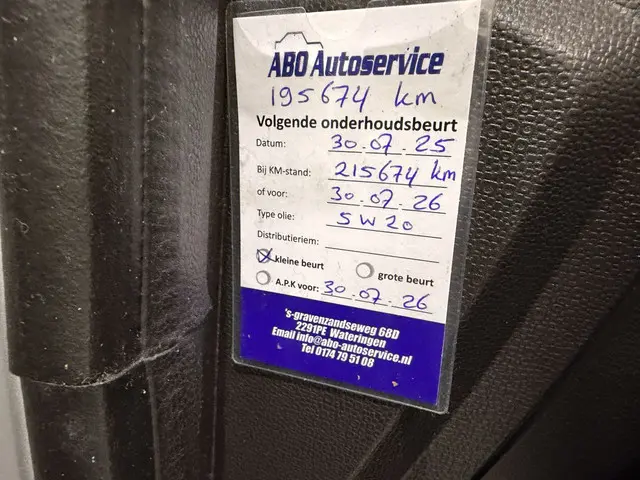 ABO Autoservice
195674 km
Volgende onderhoudsbeurt
Datum: 30.07.25
Bij KM-stand: 215674 km
of voor: 30.07.26
Type olie: 5W20
Distributieriem:
kleine beurt grote beurt
A.P.K voor: 30.07.26
's-gravenzandseweg 68D
2291PE Wateringen
Email info@abo-autoservice.nl
Tel 0174 79 51 08